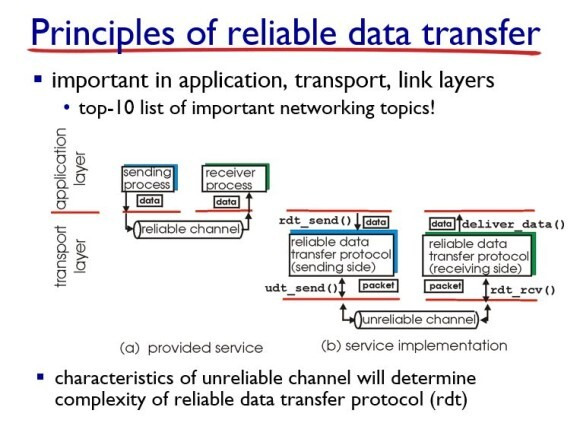 Principles of reliable data transfer
▪ important in application, transport, link layers
• top-10 list of important networking topics!
application
layer
transport
layer
sending
process
data
receiver
process
data
reliable channel
(a) provided service
rdt_send()
data
reliable data
transfer protocol
(sending side)
udt_send()
packet
data
deliver_data()
reliable data
transfer protocol
(receiving side)
packet
rdt_rcv()
unreliable channel
(b) service implementation
▪ characteristics of unreliable channel will determine
complexity of reliable data transfer protocol (rdt)